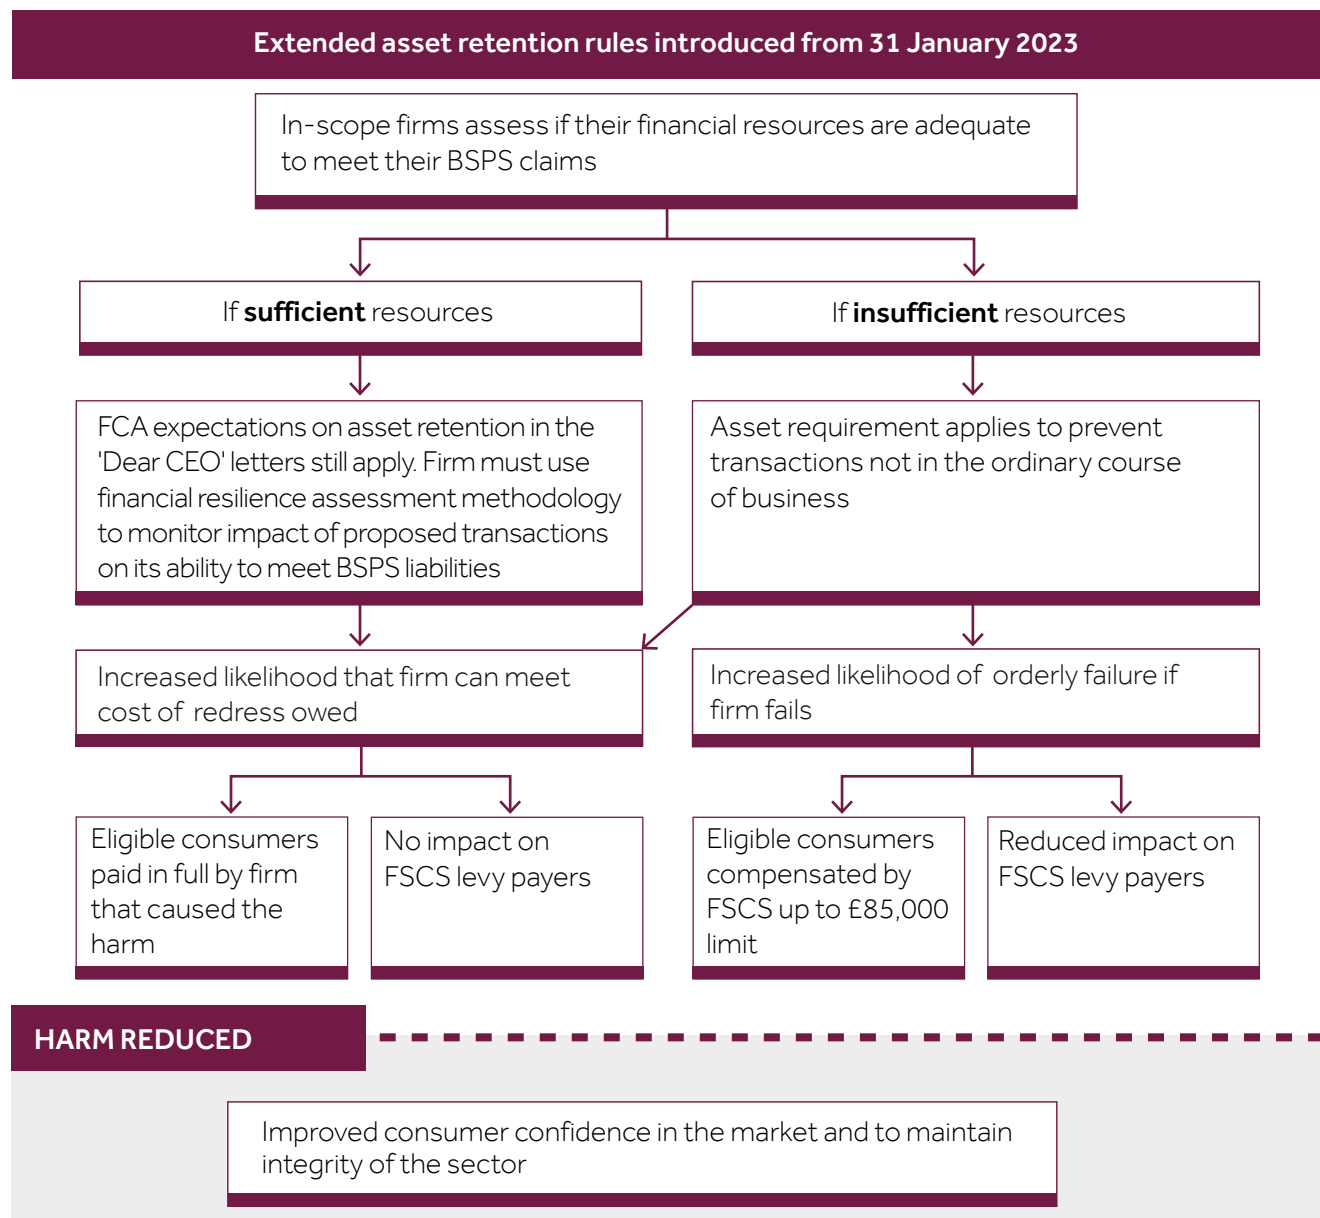 Extended asset retention rules introduced from 31 January 2023
In-scope firms assess if their financial resources are adequate
to meet their BSPS claims
If sufficient resources
If insufficient resources
FCA expectations on asset retention in the
'Dear CEO' letters still apply. Firm must use
financial resilience assessment methodology
to monitor impact of proposed transactions
on its ability to meet BSPS liabilities
Asset requirement applies to prevent
transactions not in the ordinary course
of business
Increased likelihood that firm can meet
cost of redress owed
Increased likelihood of orderly failure if
firm fails
Eligible consumers
paid in full by firm
that caused the
harm
No impact on
FSCS levy payers
Eligible consumers
compensated by
FSCS up to £85,000
limit
Reduced impact on
FSCS levy payers
HARM REDUCED
Improved consumer confidence in the market and to maintain
integrity of the sector